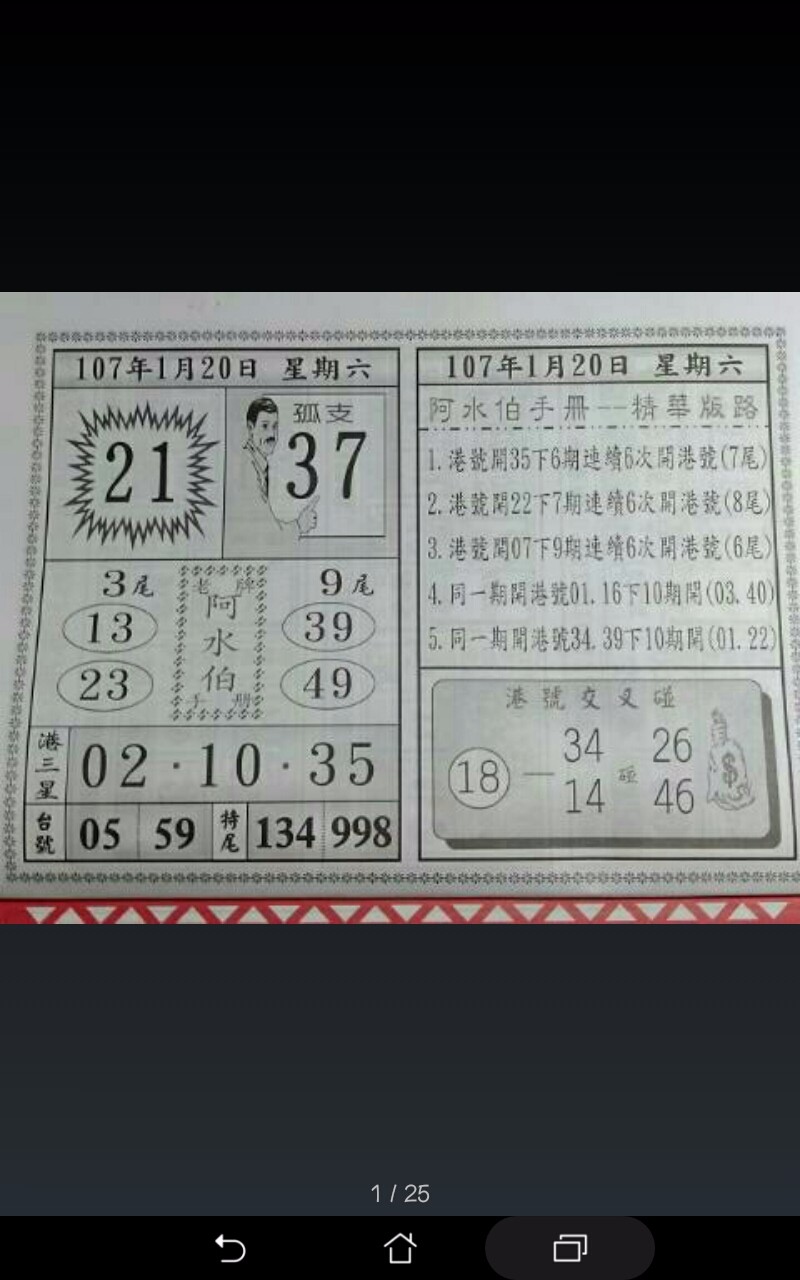 107年1月20日 星期六
21
孤支
37
3尾
13
23
老牌
阿水伯
手冊
9尾
39
49
港三星
02·10·35
台號
05 59
特尾
134 998
107年1月20日 星期六
阿水伯手冊--精華版路
1.港號開35下6期連續6次開港號(7尾)
2.港號開22下7期連續6次開港號(8尾)
3.港號開07下9期連續6次開港號(6尾)
4.同一期開港號01.16下10期開(03.40)
5.同一期開港號34.39下10期開(01.22)
港號交叉碰
18 — 34 14 碰 26 46
$
1 / 25